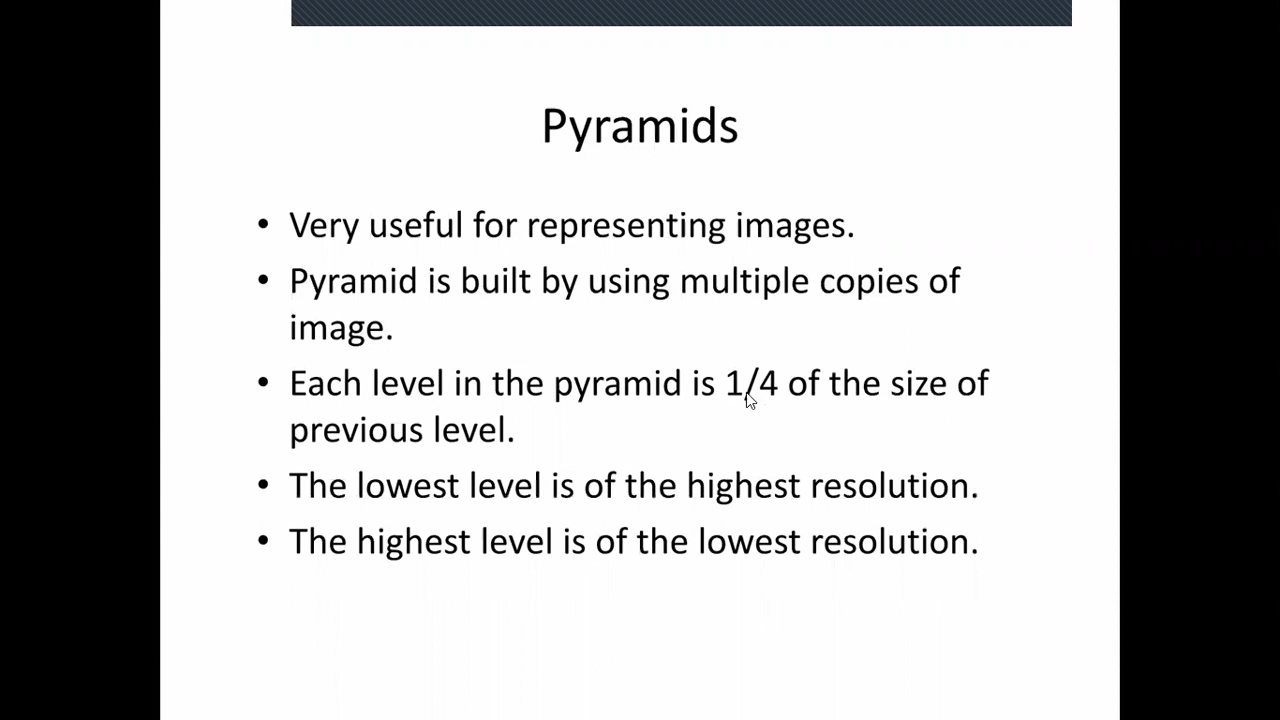 Pyramids
• Very useful for representing images.
• Pyramid is built by using multiple copies of
image.
• Each level in the pyramid is 1/4 of the size of
previous level.
• The lowest level is of the highest resolution.
• The highest level is of the lowest resolution.